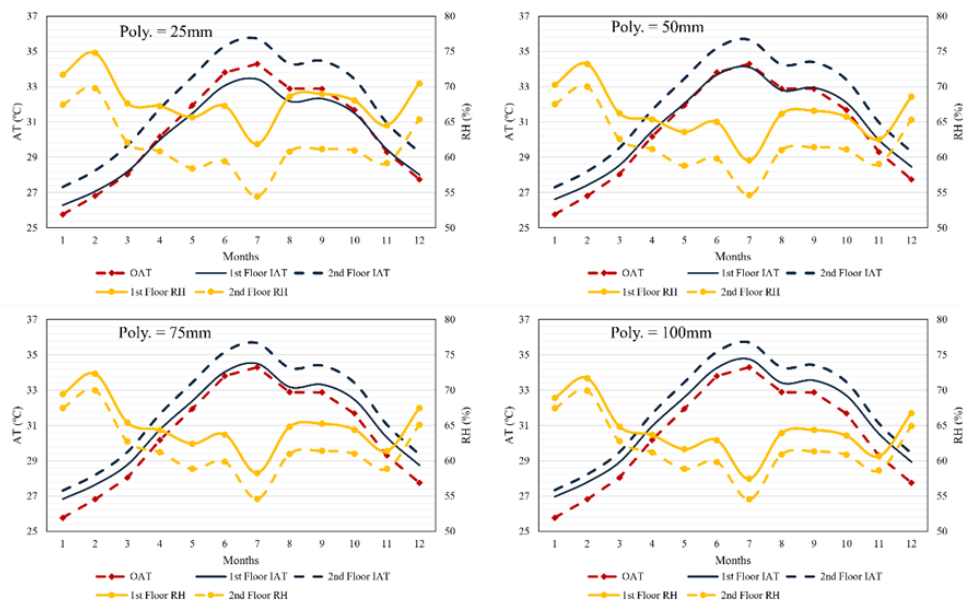 Poly. = 25mm
AT (°C)
37
35
33
31
29
27
25
80
75
70
65
60
55
50
RH (%)
1 2 3 4 5 6 7 8 9 10 11 12
Months
OAT 1st Floor IAT 2nd Floor IAT
1st Floor RH 2nd Floor RH
Poly. = 50mm
AT (°C)
37
35
33
31
29
27
25
80
75
70
65
60
55
50
RH (%)
1 2 3 4 5 6 7 8 9 10 11 12
Months
OAT 1st Floor IAT 2nd Floor IAT
1st Floor RH 2nd Floor RH
Poly. = 75mm
AT (°C)
37
35
33
31
29
27
25
80
75
70
65
60
55
50
RH (%)
1 2 3 4 5 6 7 8 9 10 11 12
Months
OAT 1st Floor IAT 2nd Floor IAT
1st Floor RH 2nd Floor RH
Poly. = 100mm
AT (°C)
37
35
33
31
29
27
25
80
75
70
65
60
55
50
RH (%)
1 2 3 4 5 6 7 8 9 10 11 12
Months
OAT 1st Floor IAT 2nd Floor IAT
1st Floor RH 2nd Floor RH